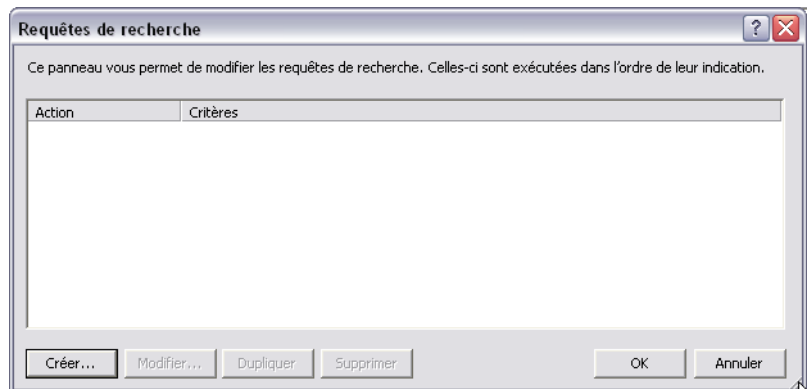 Requêtes de recherche
Ce panneau vous permet de modifier les requêtes de recherche. Celles-ci sont exécutées dans l'ordre de leur indication.
Action Critères
Créer... Modifier... Dupliquer Supprimer OK Annuler